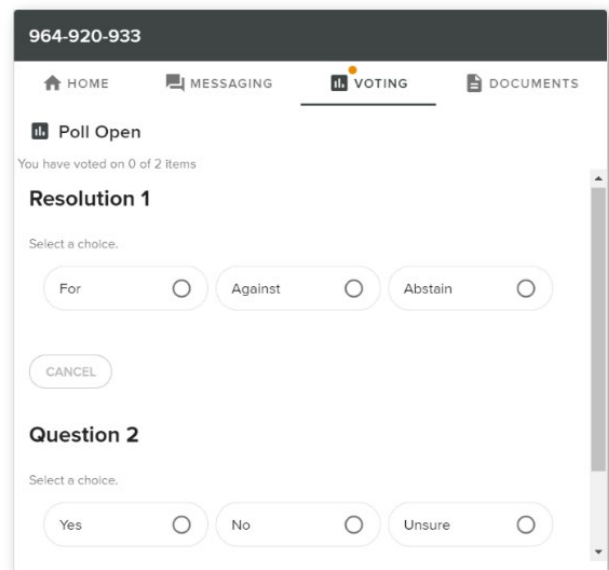 964-920-933
HOME MESSAGING VOTING DOCUMENTS
Poll Open
You have voted on 0 of 2 items
Resolution 1
Select a choice.
For Against Abstain
CANCEL
Question 2
Select a choice.
Yes No Unsure